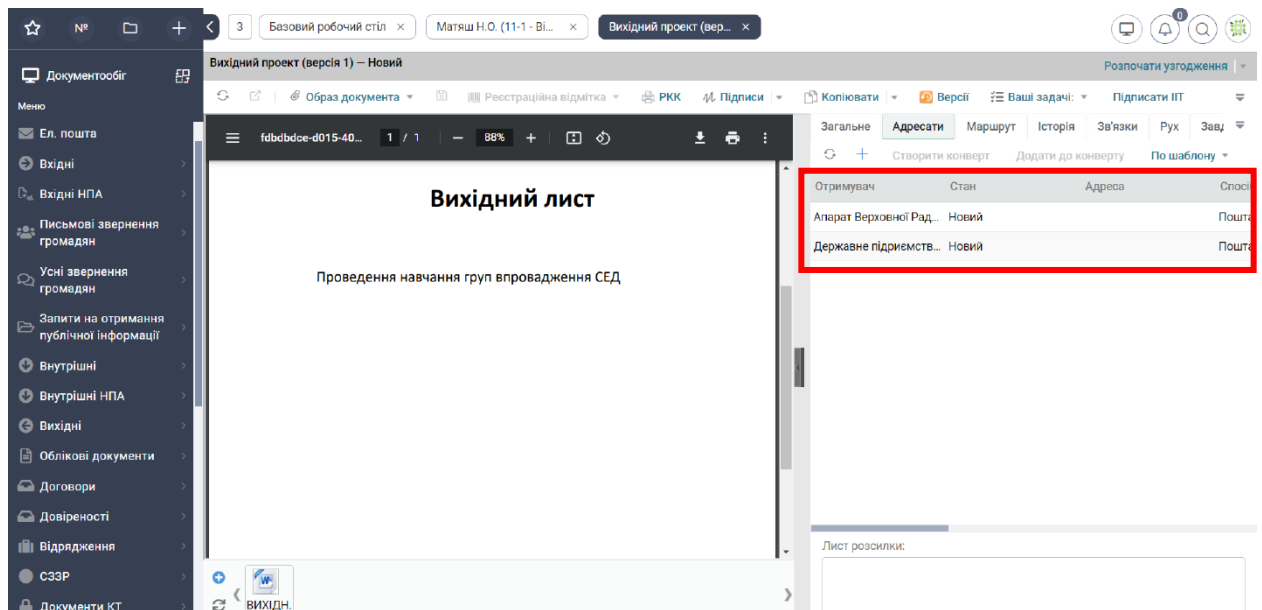 №
3
Базовий робочий стіл ×
Матяш Н.О. (11-1 - Ві... ×
Вихідний проект (вер... ×
0
Документообіг
Меню
Ел. пошта
Вхідні
Вхідні НПА
Письмові звернення
громадян
Усні звернення
громадян
Запити на отримання
публічної інформації
Внутрішні
Внутрішні НПА
Вихідні
Облікові документи
Договори
Довіреності
Відрядження
СЗЗР
Документи КТ
Вихідний проект (версія 1) — Новий
Розпочати узгодження
Образ документа
Реєстраційна відмітка
РКК
Підписи
Копіювати
Версії
Ваші задачі:
Підписати ІІТ
fdbdbdce-d015-40...
1 / 1
88%
Вихідний лист
Проведення навчання груп впровадження СЕД
ВИХІДН.
Загальне Адресати Маршрут Історія Зв'язки Рух Завд
Створити конверт Додати до конверту По шаблону
Отримувач Стан Адреса Спосі
Апарат Верховної Рад... Новий Пошта
Державне підприємств... Новий Пошта
Лист розсилки: